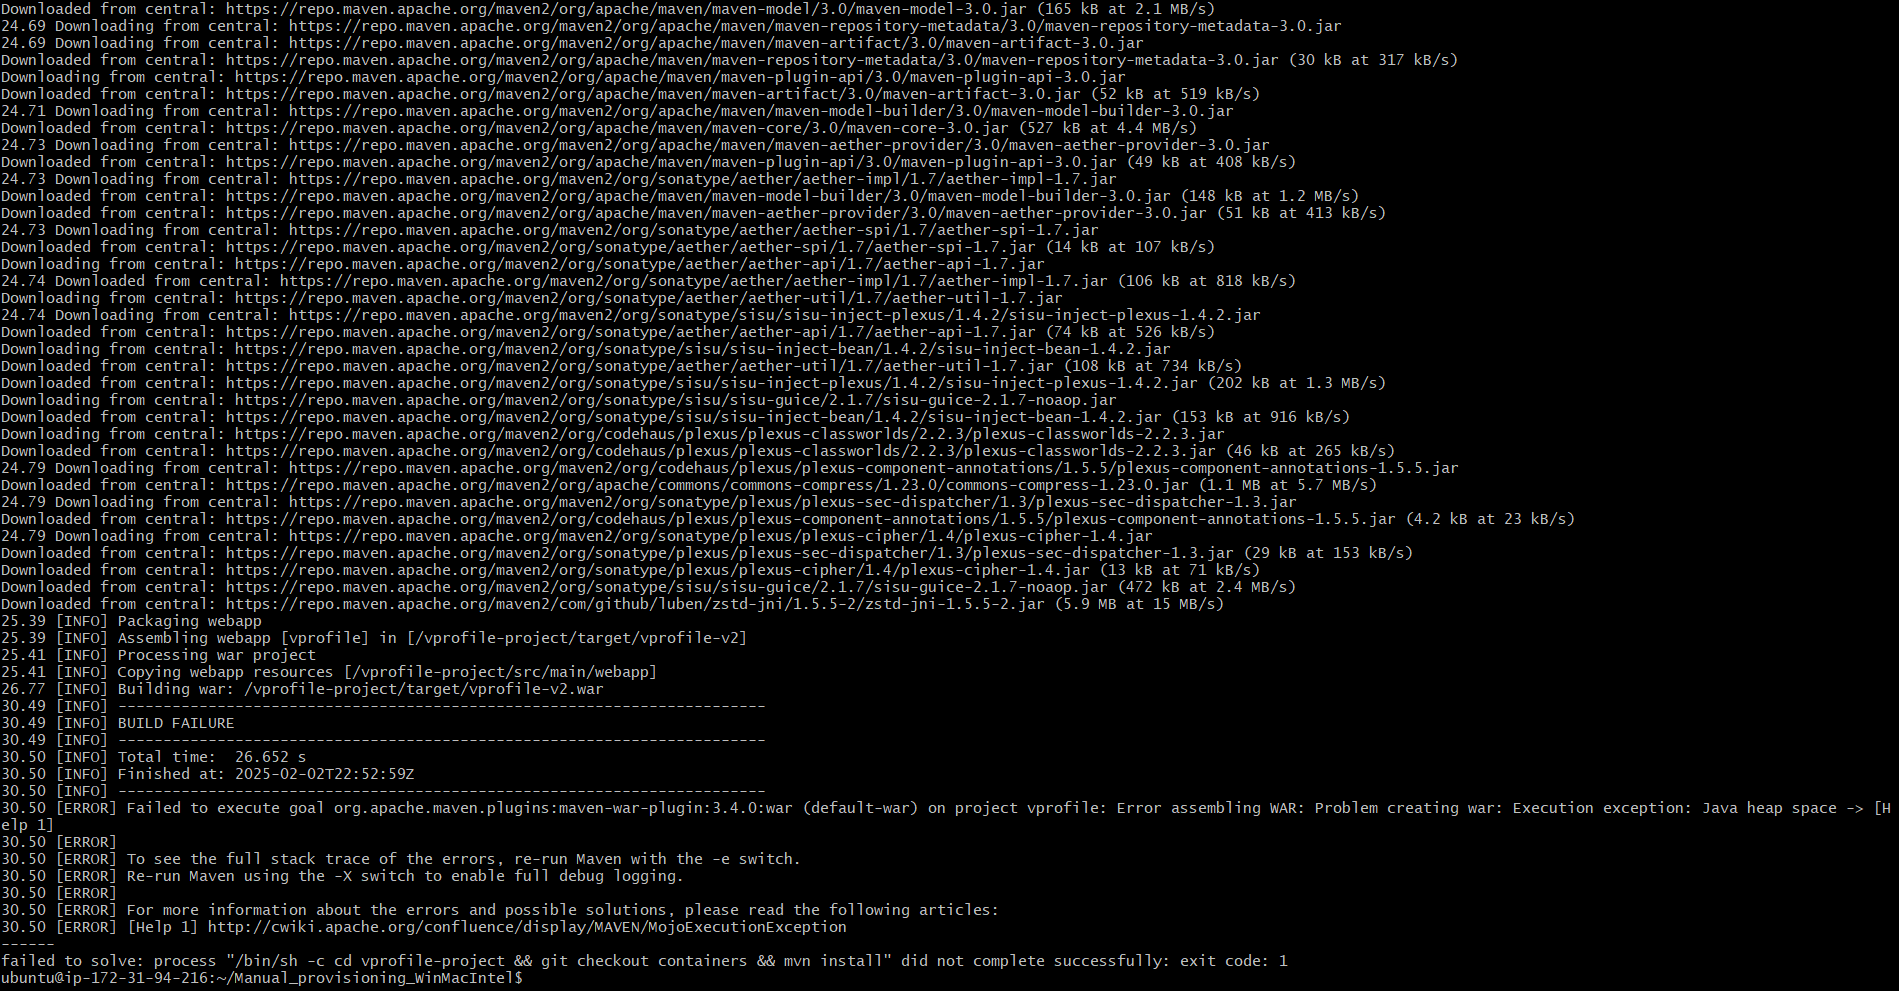 Downloaded from central: https://repo.maven.apache.org/maven2/org/apache/maven/maven-model/3.0/maven-model-3.0.jar (165 kB at 2.1 MB/s)
24.69 Downloading from central: https://repo.maven.apache.org/maven2/org/apache/maven/maven-repository-metadata/3.0/maven-repository-metadata-3.0.jar
24.69 Downloading from central: https://repo.maven.apache.org/maven2/org/apache/maven/maven-artifact/3.0/maven-artifact-3.0.jar
Downloaded from central: https://repo.maven.apache.org/maven2/org/apache/maven/maven-repository-metadata/3.0/maven-repository-metadata-3.0.jar (30 kB at 317 kB/s)
Downloading from central: https://repo.maven.apache.org/maven2/org/apache/maven/maven-plugin-api/3.0/maven-plugin-api-3.0.jar
Downloaded from central: https://repo.maven.apache.org/maven2/org/apache/maven/maven-artifact/3.0/maven-artifact-3.0.jar (52 kB at 519 kB/s)
24.71 Downloading from central: https://repo.maven.apache.org/maven2/org/apache/maven/maven-model-builder/3.0/maven-model-builder-3.0.jar
Downloaded from central: https://repo.maven.apache.org/maven2/org/apache/maven/maven-core/3.0/maven-core-3.0.jar (527 kB at 4.4 MB/s)
24.73 Downloading from central: https://repo.maven.apache.org/maven2/org/apache/maven/maven-aether-provider/3.0/maven-aether-provider-3.0.jar
Downloaded from central: https://repo.maven.apache.org/maven2/org/apache/maven/maven-plugin-api/3.0/maven-plugin-api-3.0.jar (49 kB at 408 kB/s)
24.73 Downloading from central: https://repo.maven.apache.org/maven2/org/sonatype/aether/aether-impl/1.7/aether-impl-1.7.jar
Downloaded from central: https://repo.maven.apache.org/maven2/org/apache/maven/maven-model-builder/3.0/maven-model-builder-3.0.jar (148 kB at 1.2 MB/s)
Downloaded from central: https://repo.maven.apache.org/maven2/org/apache/maven/maven-aether-provider/3.0/maven-aether-provider-3.0.jar (51 kB at 413 kB/s)
24.73 Downloading from central: https://repo.maven.apache.org/maven2/org/sonatype/aether/aether-spi/1.7/aether-spi-1.7.jar
Downloaded from central: https://repo.maven.apache.org/maven2/org/sonatype/aether/aether-spi/1.7/aether-spi-1.7.jar (14 kB at 107 kB/s)
Downloading from central: https://repo.maven.apache.org/maven2/org/sonatype/aether/aether-api/1.7/aether-api-1.7.jar
24.74 Downloaded from central: https://repo.maven.apache.org/maven2/org/sonatype/aether/aether-impl/1.7/aether-impl-1.7.jar (106 kB at 818 kB/s)
Downloading from central: https://repo.maven.apache.org/maven2/org/sonatype/aether/aether-util/1.7/aether-util-1.7.jar
24.74 Downloading from central: https://repo.maven.apache.org/maven2/org/sonatype/sisu/sisu-inject-plexus/1.4.2/sisu-inject-plexus-1.4.2.jar
Downloaded from central: https://repo.maven.apache.org/maven2/org/sonatype/aether/aether-api/1.7/aether-api-1.7.jar (74 kB at 526 kB/s)
Downloading from central: https://repo.maven.apache.org/maven2/org/sonatype/sisu/sisu-inject-bean/1.4.2/sisu-inject-bean-1.4.2.jar
Downloaded from central: https://repo.maven.apache.org/maven2/org/sonatype/aether/aether-util/1.7/aether-util-1.7.jar (108 kB at 734 kB/s)
Downloaded from central: https://repo.maven.apache.org/maven2/org/sonatype/sisu/sisu-inject-plexus/1.4.2/sisu-inject-plexus-1.4.2.jar (202 kB at 1.3 MB/s)
Downloading from central: https://repo.maven.apache.org/maven2/org/sonatype/sisu/sisu-guice/2.1.7/sisu-guice-2.1.7-noaop.jar
Downloaded from central: https://repo.maven.apache.org/maven2/org/sonatype/sisu/sisu-inject-bean/1.4.2/sisu-inject-bean-1.4.2.jar (153 kB at 916 kB/s)
Downloading from central: https://repo.maven.apache.org/maven2/org/codehaus/plexus/plexus-classworlds/2.2.3/plexus-classworlds-2.2.3.jar
Downloaded from central: https://repo.maven.apache.org/maven2/org/codehaus/plexus/plexus-classworlds/2.2.3/plexus-classworlds-2.2.3.jar (46 kB at 265 kB/s)
24.79 Downloading from central: https://repo.maven.apache.org/maven2/org/codehaus/plexus/plexus-component-annotations/1.5.5/plexus-component-annotations-1.5.5.jar
Downloaded from central: https://repo.maven.apache.org/maven2/org/apache/commons/commons-compress/1.23.0/commons-compress-1.23.0.jar (1.1 MB at 5.7 MB/s)
24.79 Downloading from central: https://repo.maven.apache.org/maven2/org/sonatype/plexus/plexus-sec-dispatcher/1.3/plexus-sec-dispatcher-1.3.jar
Downloaded from central: https://repo.maven.apache.org/maven2/org/codehaus/plexus/plexus-component-annotations/1.5.5/plexus-component-annotations-1.5.5.jar (4.2 kB at 23 kB/s)
24.79 Downloading from central: https://repo.maven.apache.org/maven2/org/sonatype/plexus/plexus-cipher/1.4/plexus-cipher-1.4.jar
Downloaded from central: https://repo.maven.apache.org/maven2/org/sonatype/plexus/plexus-sec-dispatcher/1.3/plexus-sec-dispatcher-1.3.jar (29 kB at 153 kB/s)
Downloaded from central: https://repo.maven.apache.org/maven2/org/sonatype/plexus/plexus-cipher/1.4/plexus-cipher-1.4.jar (13 kB at 71 kB/s)
Downloaded from central: https://repo.maven.apache.org/maven2/org/sonatype/sisu/sisu-guice/2.1.7/sisu-guice-2.1.7-noaop.jar (472 kB at 2.4 MB/s)
Downloaded from central: https://repo.maven.apache.org/maven2/com/github/luben/zstd-jni/1.5.5-2/zstd-jni-1.5.5-2.jar (5.9 MB at 15 MB/s)
25.39 [INFO] Packaging webapp
25.39 [INFO] Assembling webapp [vprofile] in [/vprofile-project/target/vprofile-v2]
25.41 [INFO] Processing war project
25.41 [INFO] Copying webapp resources [/vprofile-project/src/main/webapp]
26.77 [INFO] Building war: /vprofile-project/target/vprofile-v2.war
30.49 [INFO] ------------------------------------------------------------------------
30.49 [INFO] BUILD FAILURE
30.49 [INFO] ------------------------------------------------------------------------
30.50 [INFO] Total time:  26.652 s
30.50 [INFO] Finished at: 2025-02-02T22:52:59Z
30.50 [INFO] ------------------------------------------------------------------------
30.50 [ERROR] Failed to execute goal org.apache.maven.plugins:maven-war-plugin:3.4.0:war (default-war) on project vprofile: Error assembling WAR: Problem creating war: Execution exception: Java heap space -> [H
elp 1]
30.50 [ERROR]
30.50 [ERROR] To see the full stack trace of the errors, re-run Maven with the -e switch.
30.50 [ERROR] Re-run Maven using the -X switch to enable full debug logging.
30.50 [ERROR]
30.50 [ERROR] For more information about the errors and possible solutions, please read the following articles:
30.50 [ERROR] [Help 1] http://cwiki.apache.org/confluence/display/MAVEN/MojoExecutionException
------
failed to solve: process "/bin/sh -c cd vprofile-project && git checkout containers && mvn install" did not complete successfully: exit code: 1
ubuntu@ip-172-31-94-216:~/Manual_provisioning_WinMacIntel$